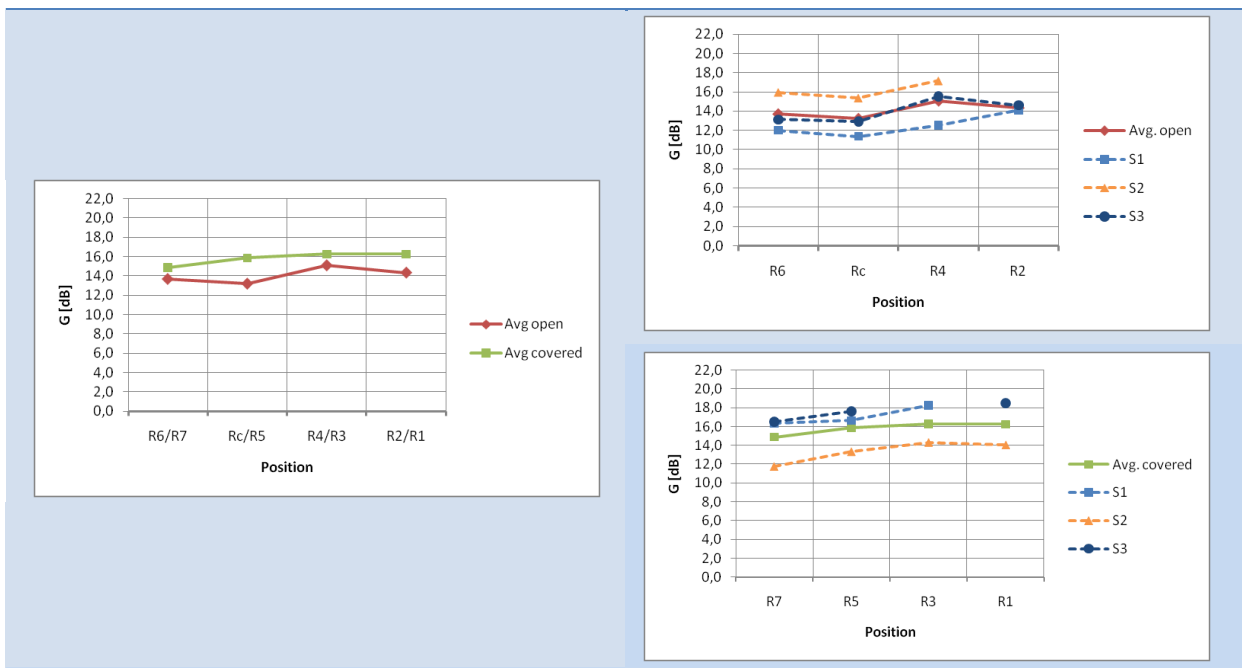 22,0
20,0
18,0
16,0
14,0
12,0
10,0
8,0
6,0
4,0
2,0
0,0
G [dB]
R6/R7 Rc/R5 R4/R3 R2/R1
Position
Avg open
Avg covered
22,0
20,0
18,0
16,0
14,0
12,0
10,0
8,0
6,0
4,0
2,0
0,0
G [dB]
R6 Rc R4 R2
Position
Avg. open
S1
S2
S3
22,0
20,0
18,0
16,0
14,0
12,0
10,0
8,0
6,0
4,0
2,0
0,0
G [dB]
R7 R5 R3 R1
Position
Avg. covered
S1
S2
S3